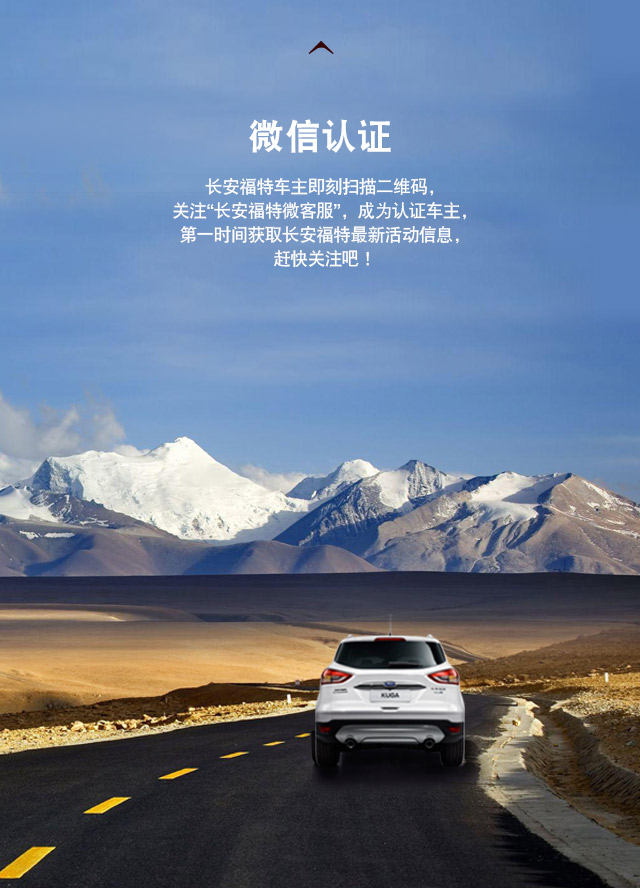 微信认证
长安福特车主即刻扫描二维码，
关注“长安福特微客服”，成为认证车主，
第一时间获取长安福特最新活动信息，
赶快关注吧！
KUGA